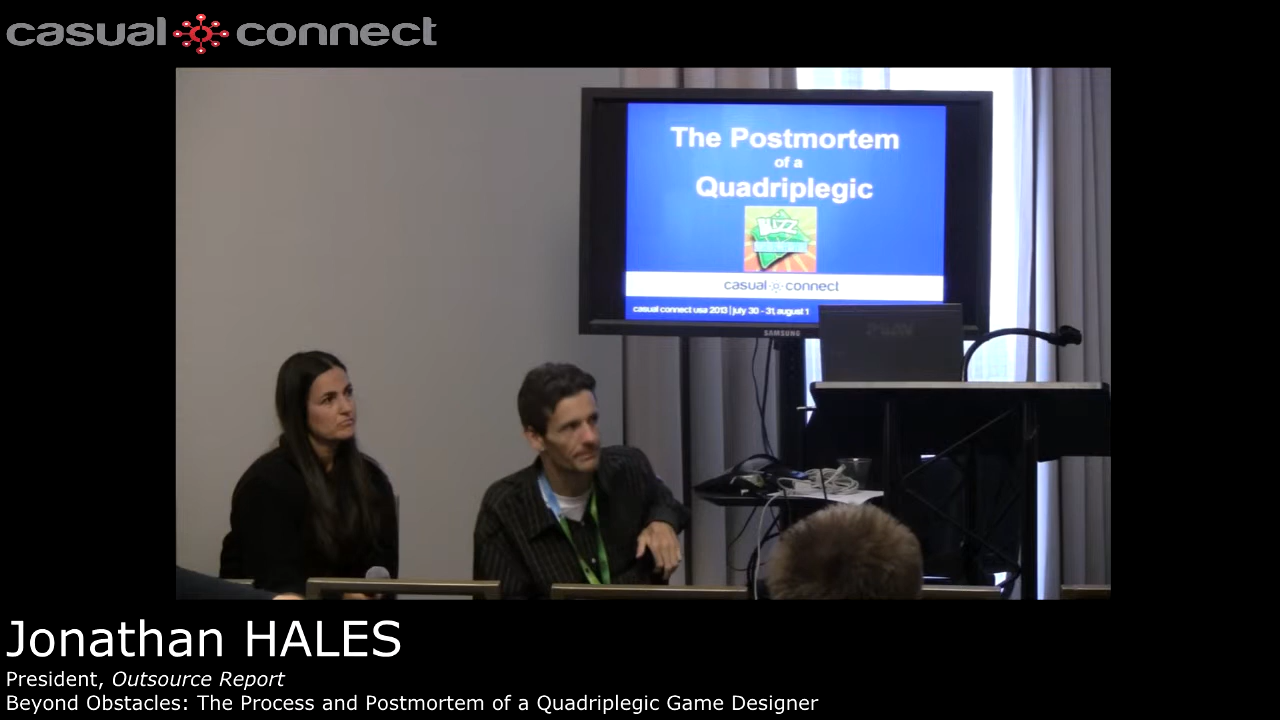 casual connect
The Postmortem
of a
Quadriplegic
BLIZZ
casual connect
casual connect usa 2013 | july 30 - 31, august 1
SAMSUNG
Jonathan HALES
President, Outsource Report
Beyond Obstacles: The Process and Postmortem of a Quadriplegic Game Designer